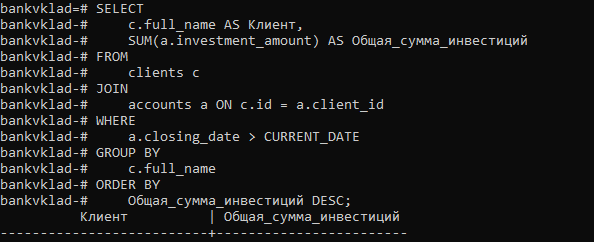 bankvklad=# SELECT
bankvklad-#     c.full_name AS Клиент,
bankvklad-#     SUM(a.investment_amount) AS Общая_сумма_инвестиций
bankvklad-# FROM
bankvklad-#     clients c
bankvklad-# JOIN
bankvklad-#     accounts a ON c.id = a.client_id
bankvklad-# WHERE
bankvklad-#     a.closing_date > CURRENT_DATE
bankvklad-# GROUP BY
bankvklad-#     c.full_name
bankvklad-# ORDER BY
bankvklad-#     Общая_сумма_инвестиций DESC;
          Клиент          | Общая_сумма_инвестиций
--------------------------+------------------------